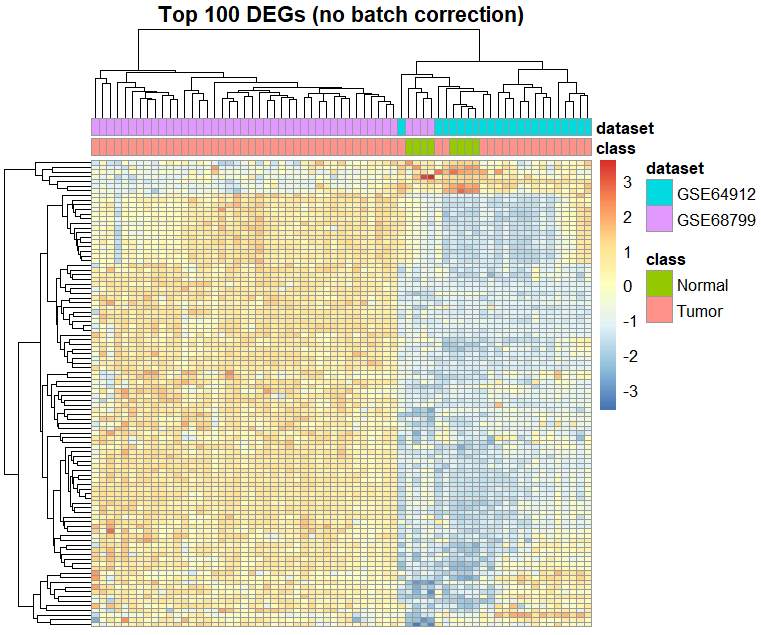 Top 100 DEGs (no batch correction)
dataset
class
3
2
1
0
-1
-2
-3
dataset
GSE64912
GSE68799
class
Normal
Tumor